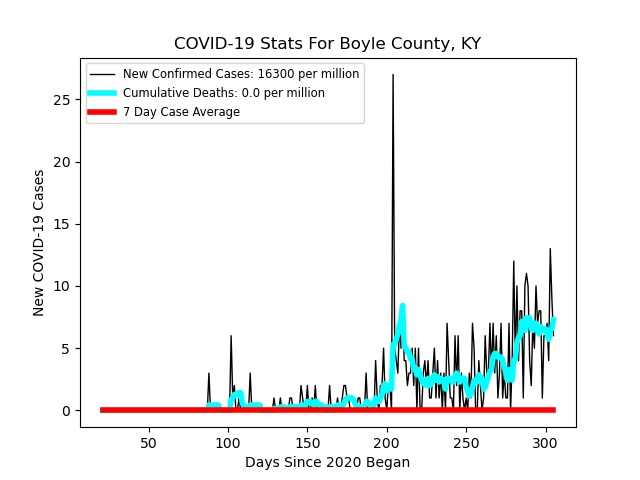 COVID-19 Stats For Boyle County, KY
New Confirmed Cases: 16300 per million
Cumulative Deaths: 0.0 per million
7 Day Case Average
New COVID-19 Cases
25
20
15
10
5
0
50 100 150 200 250 300
Days Since 2020 Began